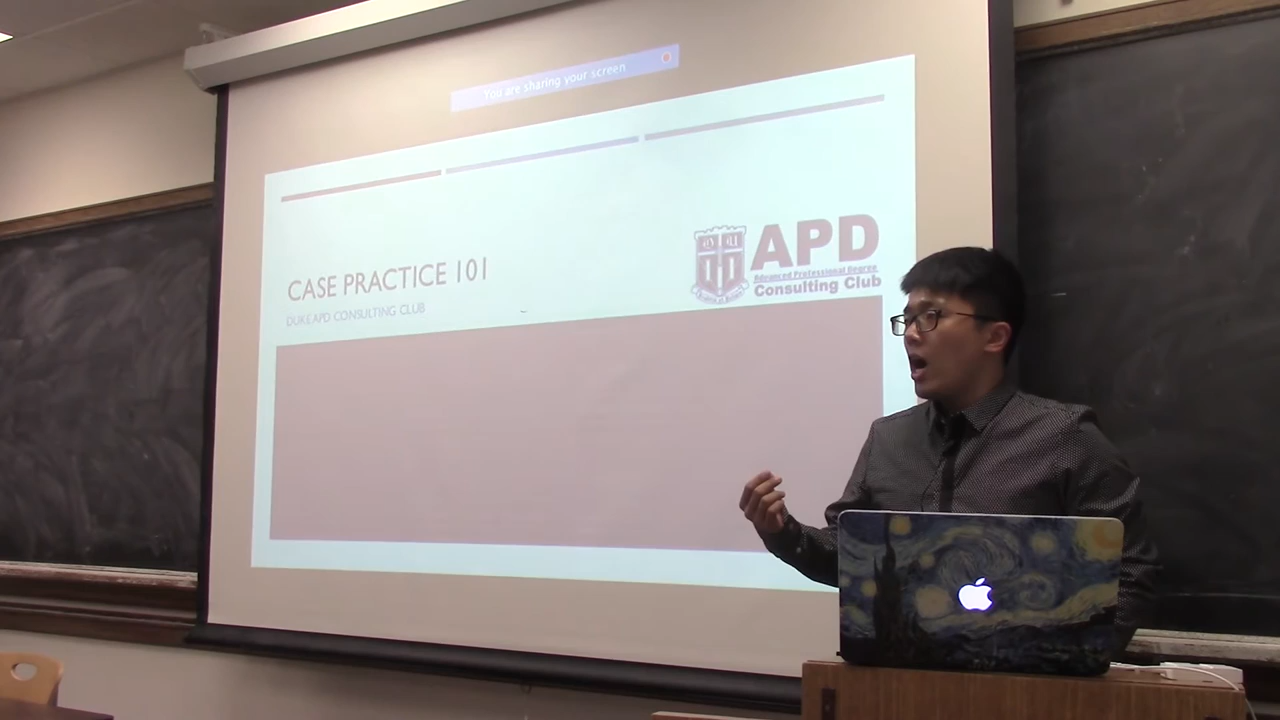 You are sharing your screen
CASE PRACTICE 101
DUKE APD CONSULTING CLUB
APD
Advanced Professional Degree
Consulting Club